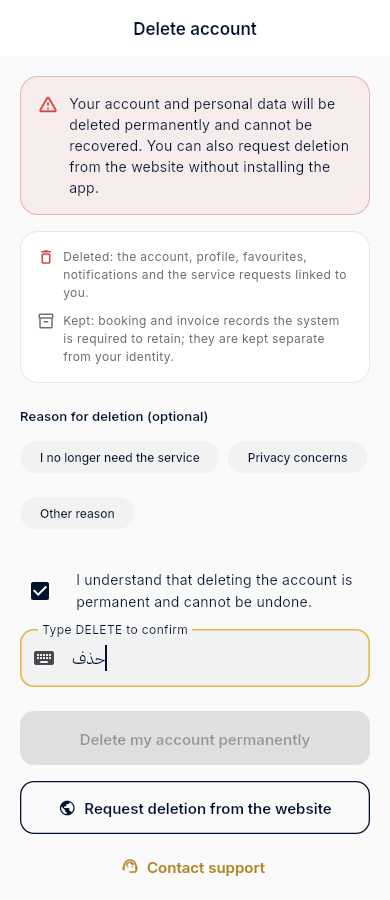 Delete account
Your account and personal data will be
deleted permanently and cannot be
recovered. You can also request deletion
from the website without installing the
app.
Deleted: the account, profile, favourites,
notifications and the service requests linked to
you.
Kept: booking and invoice records the system
is required to retain; they are kept separate
from your identity.
Reason for deletion (optional)
I no longer need the service
Privacy concerns
Other reason
I understand that deleting the account is
permanent and cannot be undone.
Type DELETE to confirm
حذف
Delete my account permanently
Request deletion from the website
Contact support